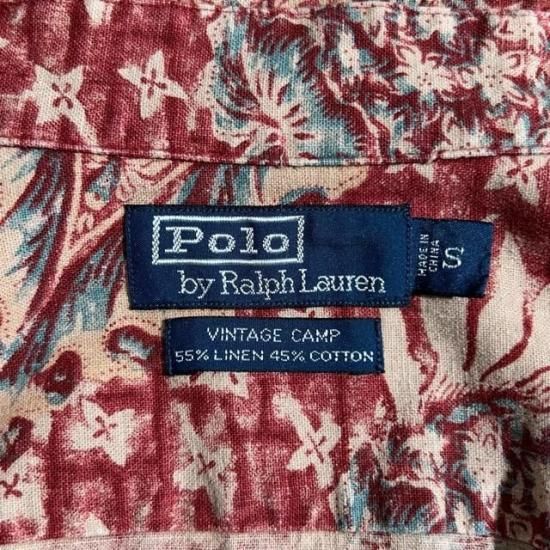 Polo
by Ralph Lauren
MADE IN
CHINA
S
VINTAGE CAMP
55% LINEN 45% COTTON